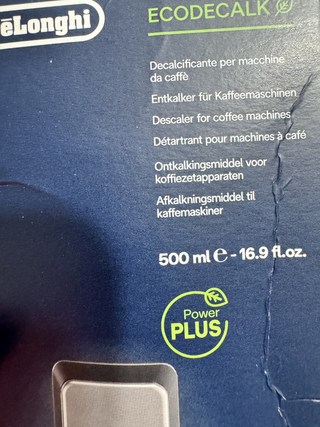 ēLonghi
ECODECALK
Decalcificante per macchine
da caffè
Entkalker für Kaffeemaschinen
Descaler for coffee machines
Détartrant pour machines à café
Ontkalkingsmiddel voor
koffiezetapparaten
Afkalkningsmiddel til
kaffemaskiner
500 ml ℮ - 16.9 fl.oz.
Power
PLUS